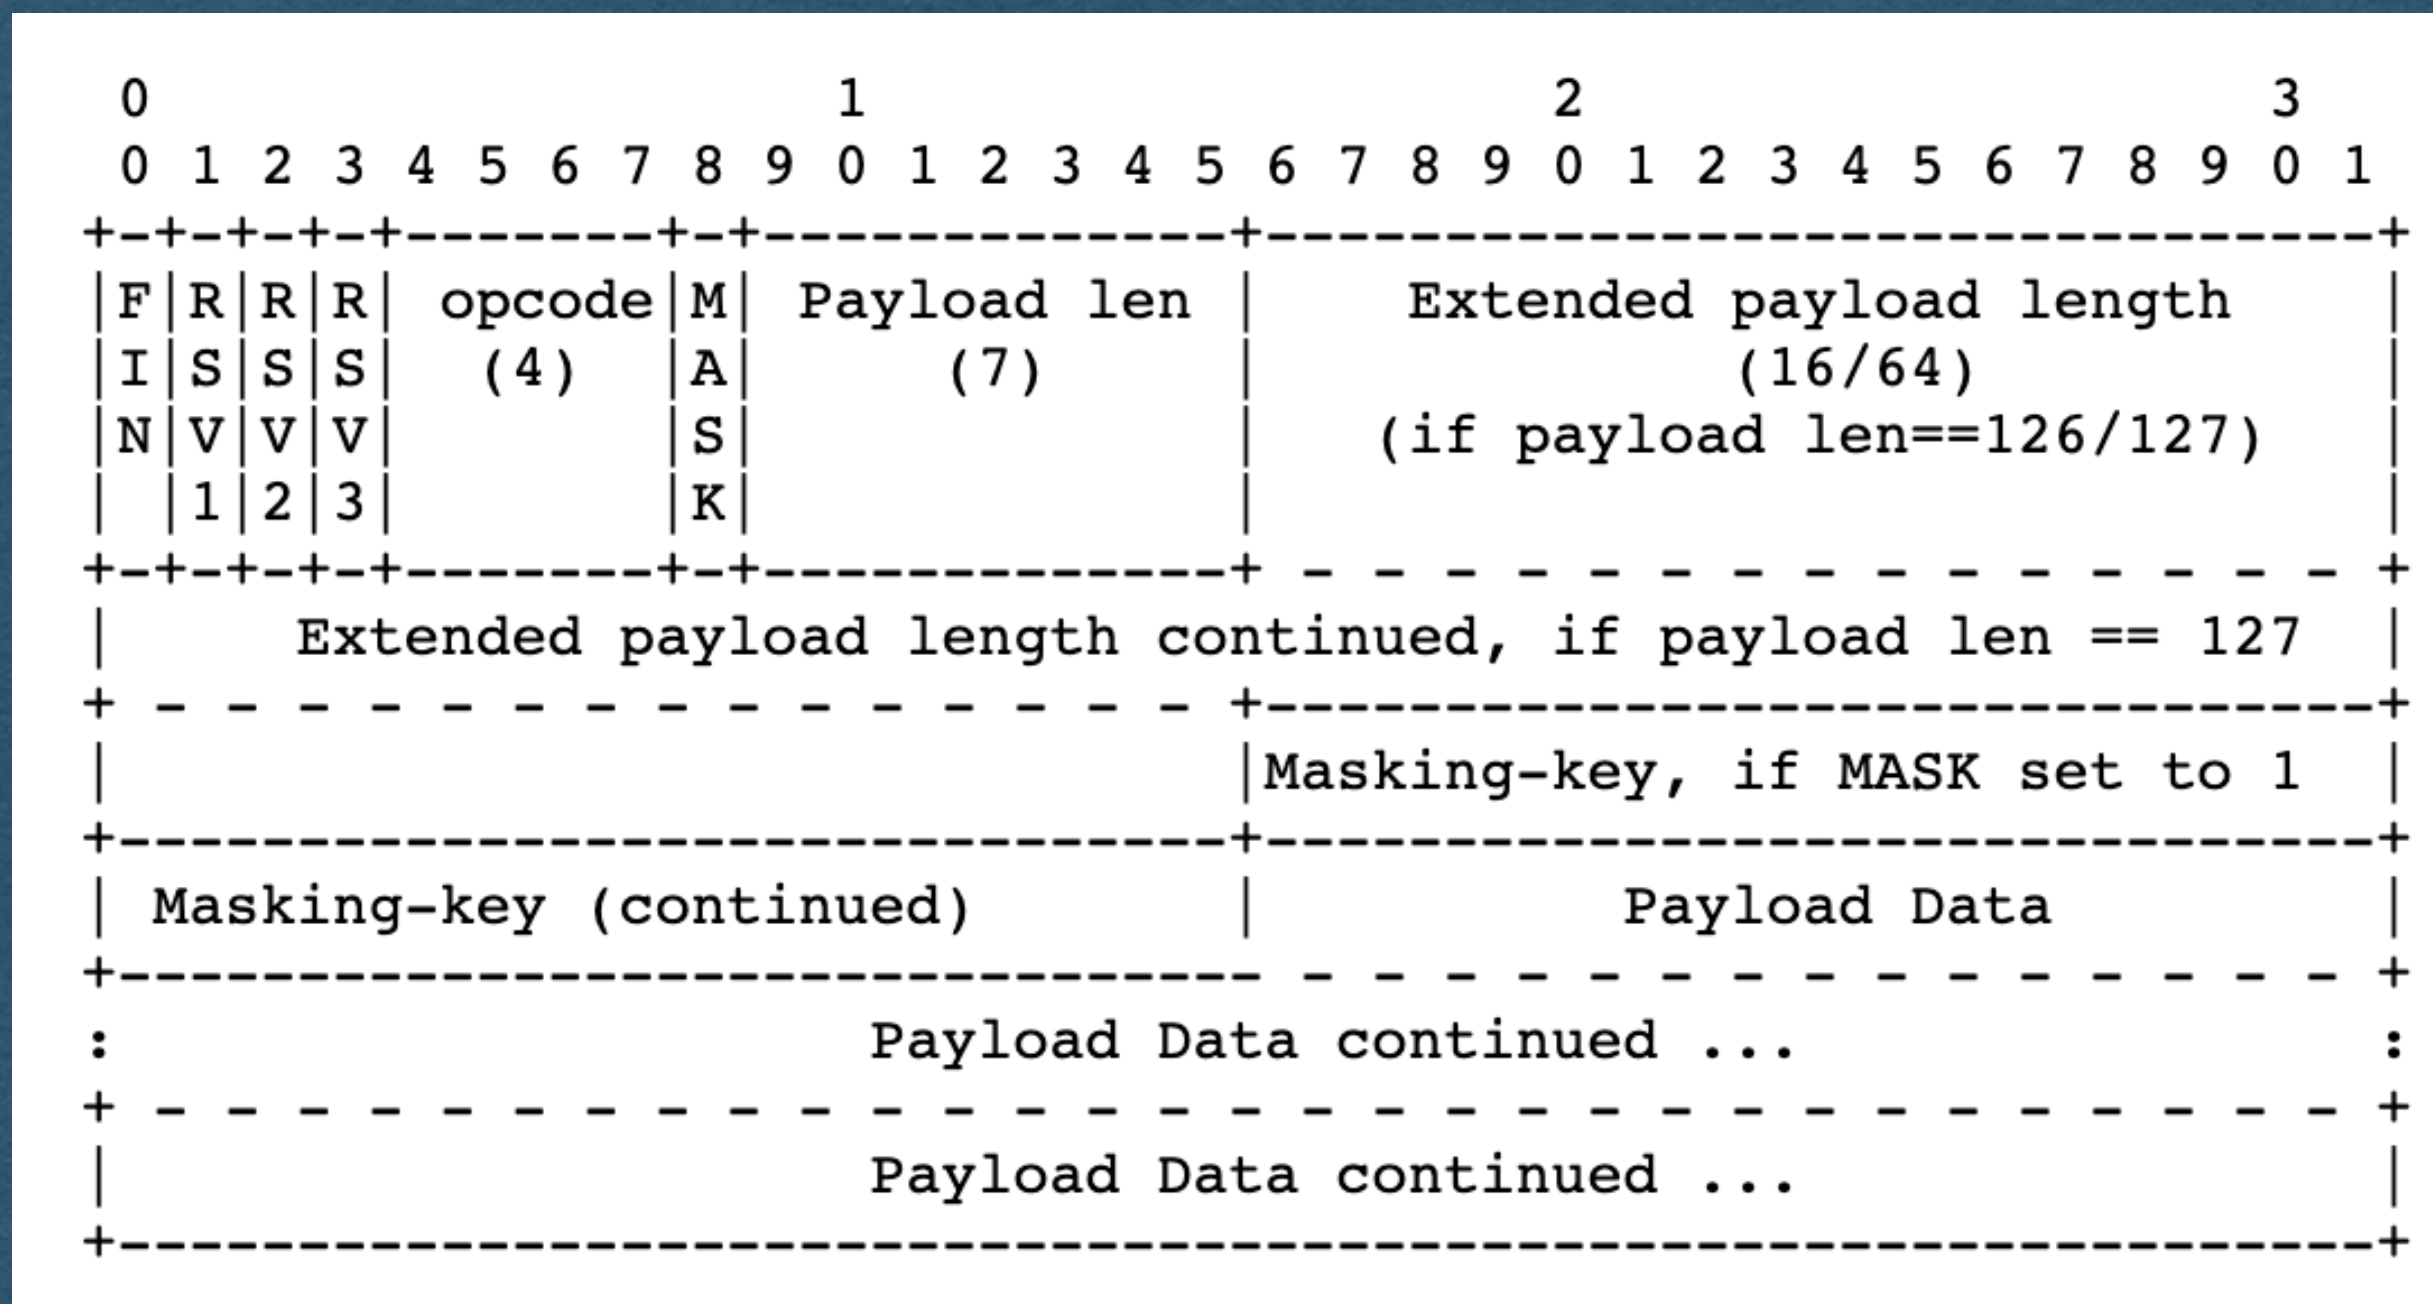 0                   1                   2                   3
 0 1 2 3 4 5 6 7 8 9 0 1 2 3 4 5 6 7 8 9 0 1 2 3 4 5 6 7 8 9 0 1
+-+-+-+-+-------+-+-------------+-------------------------------+
|F|R|R|R| opcode|M| Payload len |    Extended payload length    |
|I|S|S|S|  (4)  |A|     (7)     |             (16/64)           |
|N|V|V|V|       |S|             |   (if payload len==126/127)   |
| |1|2|3|       |K|             |                               |
+-+-+-+-+-------+-+-------------+ - - - - - - - - - - - - - - - +
|     Extended payload length continued, if payload len == 127  |
+ - - - - - - - - - - - - - - - +-------------------------------+
|                               |Masking-key, if MASK set to 1  |
+-------------------------------+-------------------------------+
| Masking-key (continued)       |          Payload Data         |
+-------------------------------- - - - - - - - - - - - - - - - +
:                     Payload Data continued ...                :
+ - - - - - - - - - - - - - - - - - - - - - - - - - - - - - - - +
|                     Payload Data continued ...                |
+---------------------------------------------------------------+